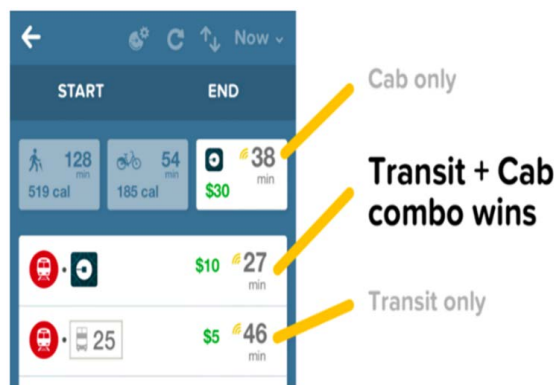 Now
START END
128 min
519 cal
54 min
185 cal
38 min
$30
Cab only
$10 27 min
Transit + Cab
combo wins
25 $5 46 min
Transit only